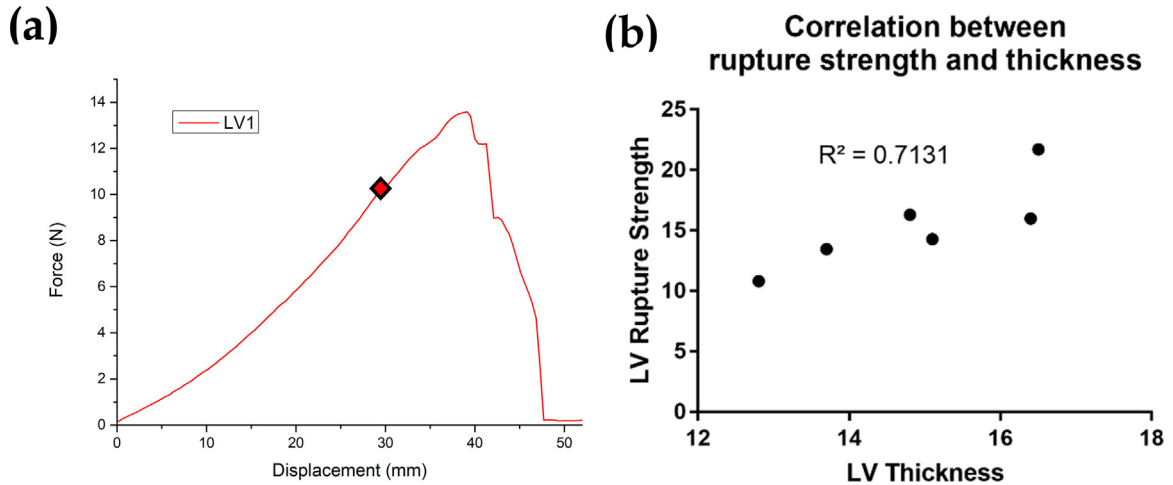 (a)
LV1
Force (N)
14
12
10
8
6
4
2
0
0 10 20 30 40 50
Displacement (mm)
(b)
Correlation between
rupture strength and thickness
R² = 0.7131
LV Rupture Strength
25
20
15
10
5
0
12 14 16 18
LV Thickness